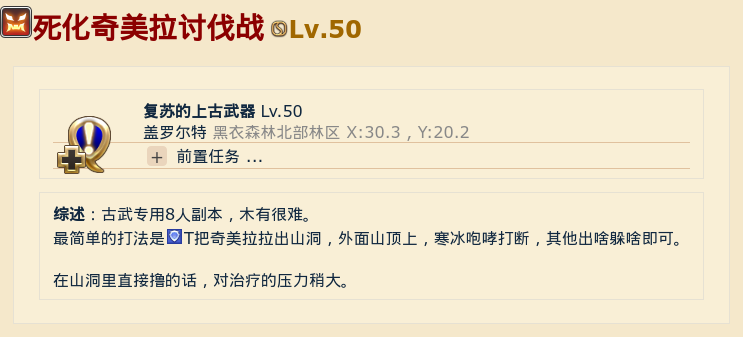 死化奇美拉讨伐战 Lv.50
复苏的上古武器 Lv.50
盖罗尔特 黑衣森林北部林区 X:30.3 , Y:20.2
+ 前置任务 ...
综述：古武专用8人副本，木有很难。
最简单的打法是T把奇美拉拉出山洞，外面山顶上，寒冰咆哮打断，其他出啥躲啥即可。
在山洞里直接撸的话，对治疗的压力稍大。